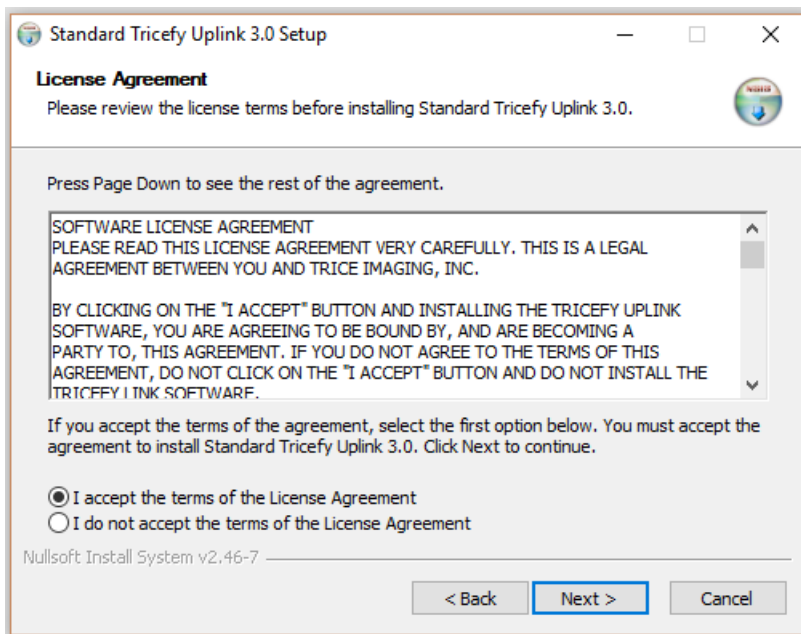 Standard Tricefy Uplink 3.0 Setup
License Agreement
Please review the license terms before installing Standard Tricefy Uplink 3.0.
Press Page Down to see the rest of the agreement.
SOFTWARE LICENSE AGREEMENT
PLEASE READ THIS LICENSE AGREEMENT VERY CAREFULLY. THIS IS A LEGAL
AGREEMENT BETWEEN YOU AND TRICE IMAGING, INC.
BY CLICKING ON THE "I ACCEPT" BUTTON AND INSTALLING THE TRICEFY UPLINK
SOFTWARE, YOU ARE AGREEING TO BE BOUND BY, AND ARE BECOMING A
PARTY TO, THIS AGREEMENT. IF YOU DO NOT AGREE TO THE TERMS OF THIS
AGREEMENT, DO NOT CLICK ON THE "I ACCEPT" BUTTON AND DO NOT INSTALL THE
TRICEFY LINK SOFTWARE.
If you accept the terms of the agreement, select the first option below. You must accept the
agreement to install Standard Tricefy Uplink 3.0. Click Next to continue.
I accept the terms of the License Agreement
I do not accept the terms of the License Agreement
Nullsoft Install System v2.46-7
< Back
Next >
Cancel